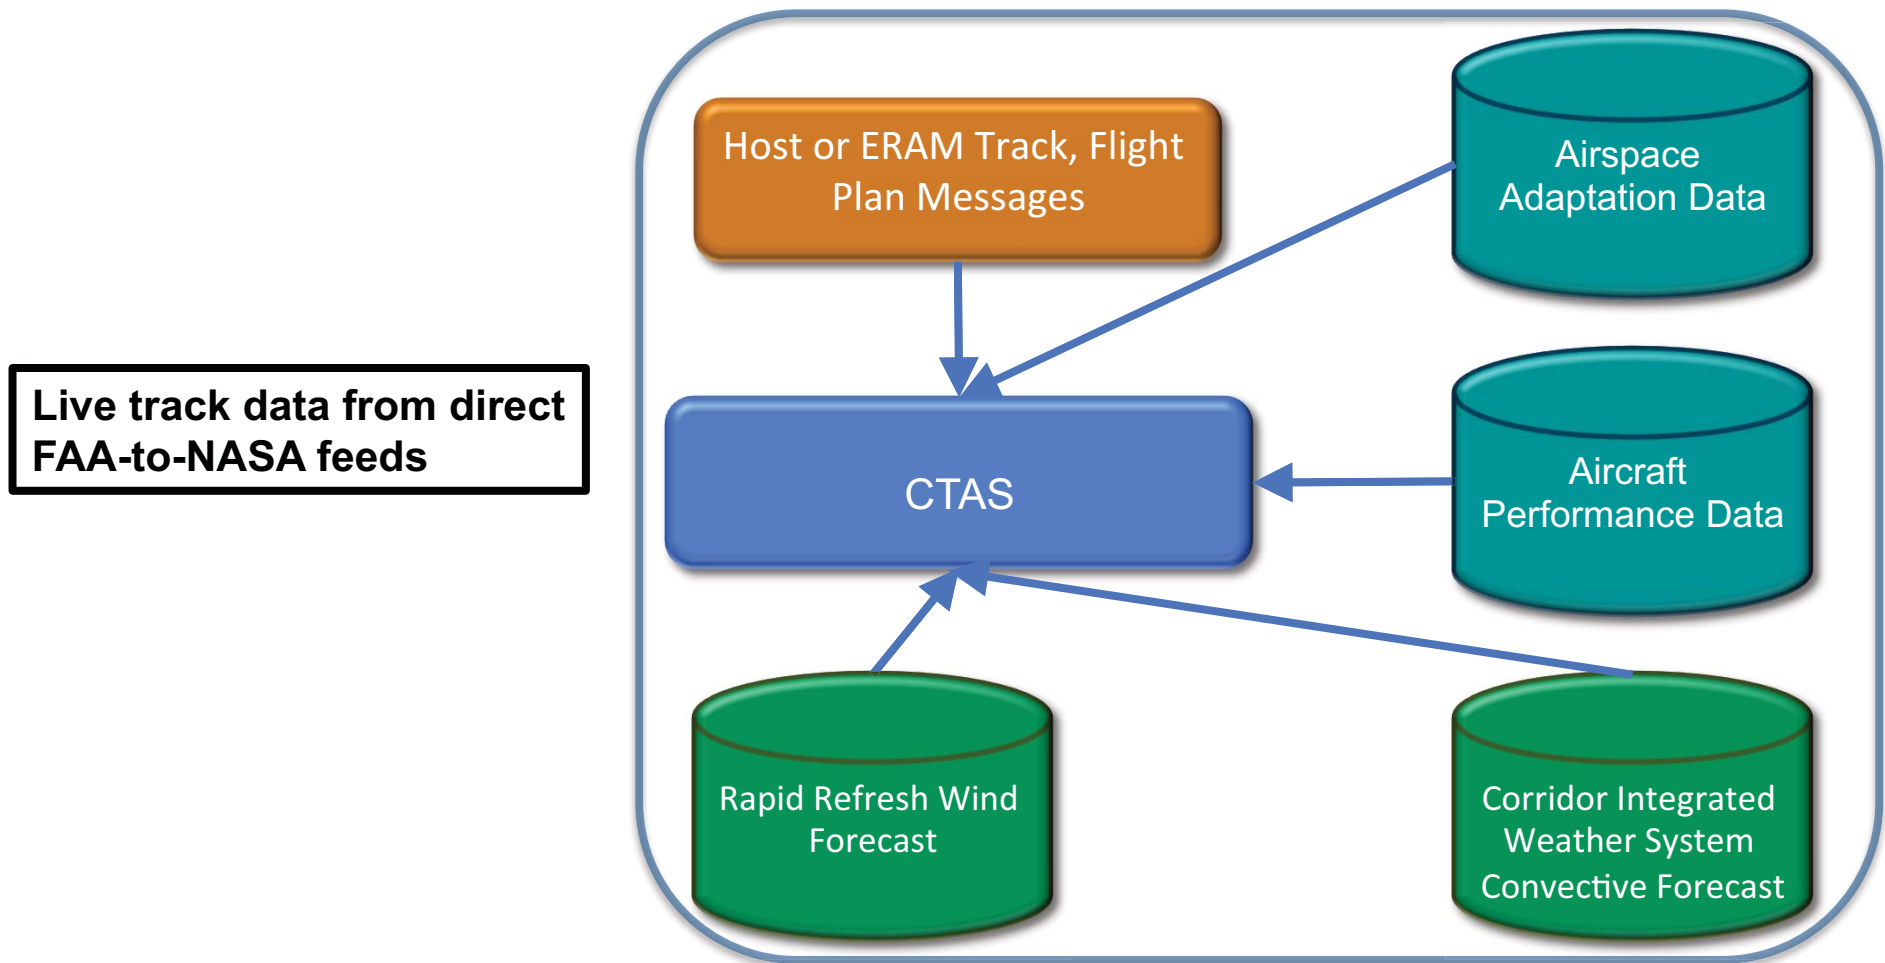 Host or ERAM Track, Flight
Plan Messages
Airspace
Adaptation Data
Live track data from direct
FAA-to-NASA feeds
CTAS
Aircraft
Performance Data
Rapid Refresh Wind
Forecast
Corridor Integrated
Weather System
Convective Forecast